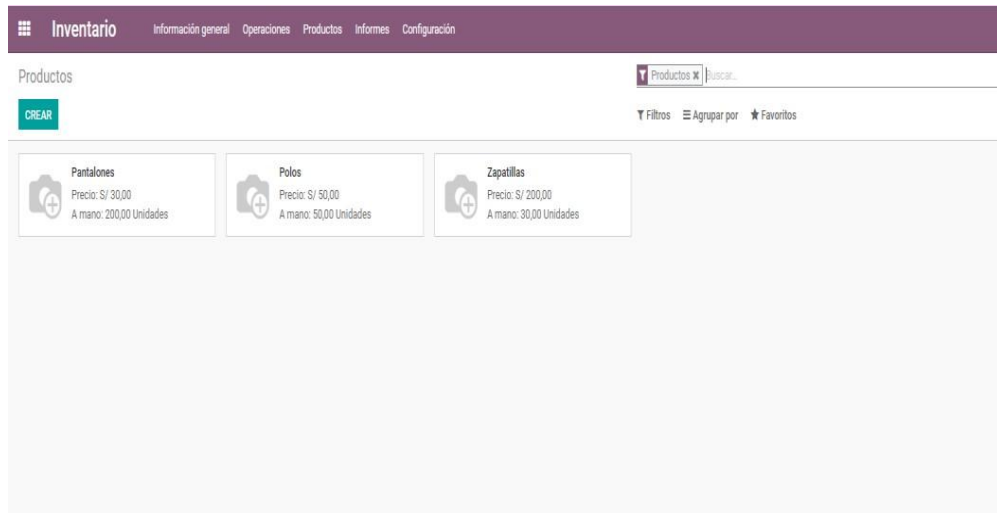 Inventario Información general Operaciones Productos Informes Configuración
Productos
Productos Buscar...
CREAR
Filtros Agrupar por Favoritos
Pantalones
Precio: S/ 30,00
A mano: 200,00 Unidades
Polos
Precio: S/ 50,00
A mano: 50,00 Unidades
Zapatillas
Precio: S/ 200,00
A mano: 30,00 Unidades